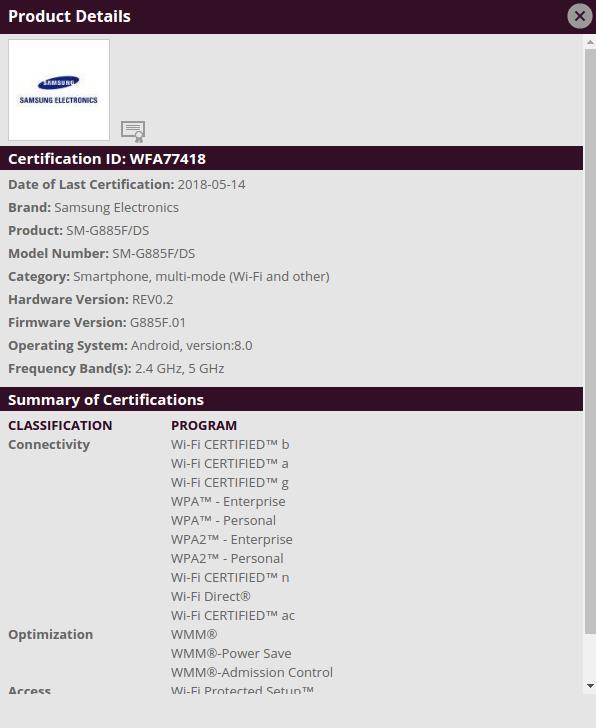 Product Details
SAMSUNG
SAMSUNG ELECTRONICS
Certification ID: WFA77418
Date of Last Certification: 2018-05-14
Brand: Samsung Electronics
Product: SM-G885F/DS
Model Number: SM-G885F/DS
Category: Smartphone, multi-mode (Wi-Fi and other)
Hardware Version: REV0.2
Firmware Version: G885F.01
Operating System: Android, version:8.0
Frequency Band(s): 2.4 GHz, 5 GHz
Summary of Certifications
CLASSIFICATION PROGRAM
Connectivity Wi-Fi CERTIFIED™ b
Wi-Fi CERTIFIED™ a
Wi-Fi CERTIFIED™ g
WPA™ - Enterprise
WPA™ - Personal
WPA2™ - Enterprise
WPA2™ - Personal
Wi-Fi CERTIFIED™ n
Wi-Fi Direct®
Wi-Fi CERTIFIED™ ac
Optimization WMM®
WMM®-Power Save
WMM®-Admission Control
Access Wi-Fi Protected Setup™